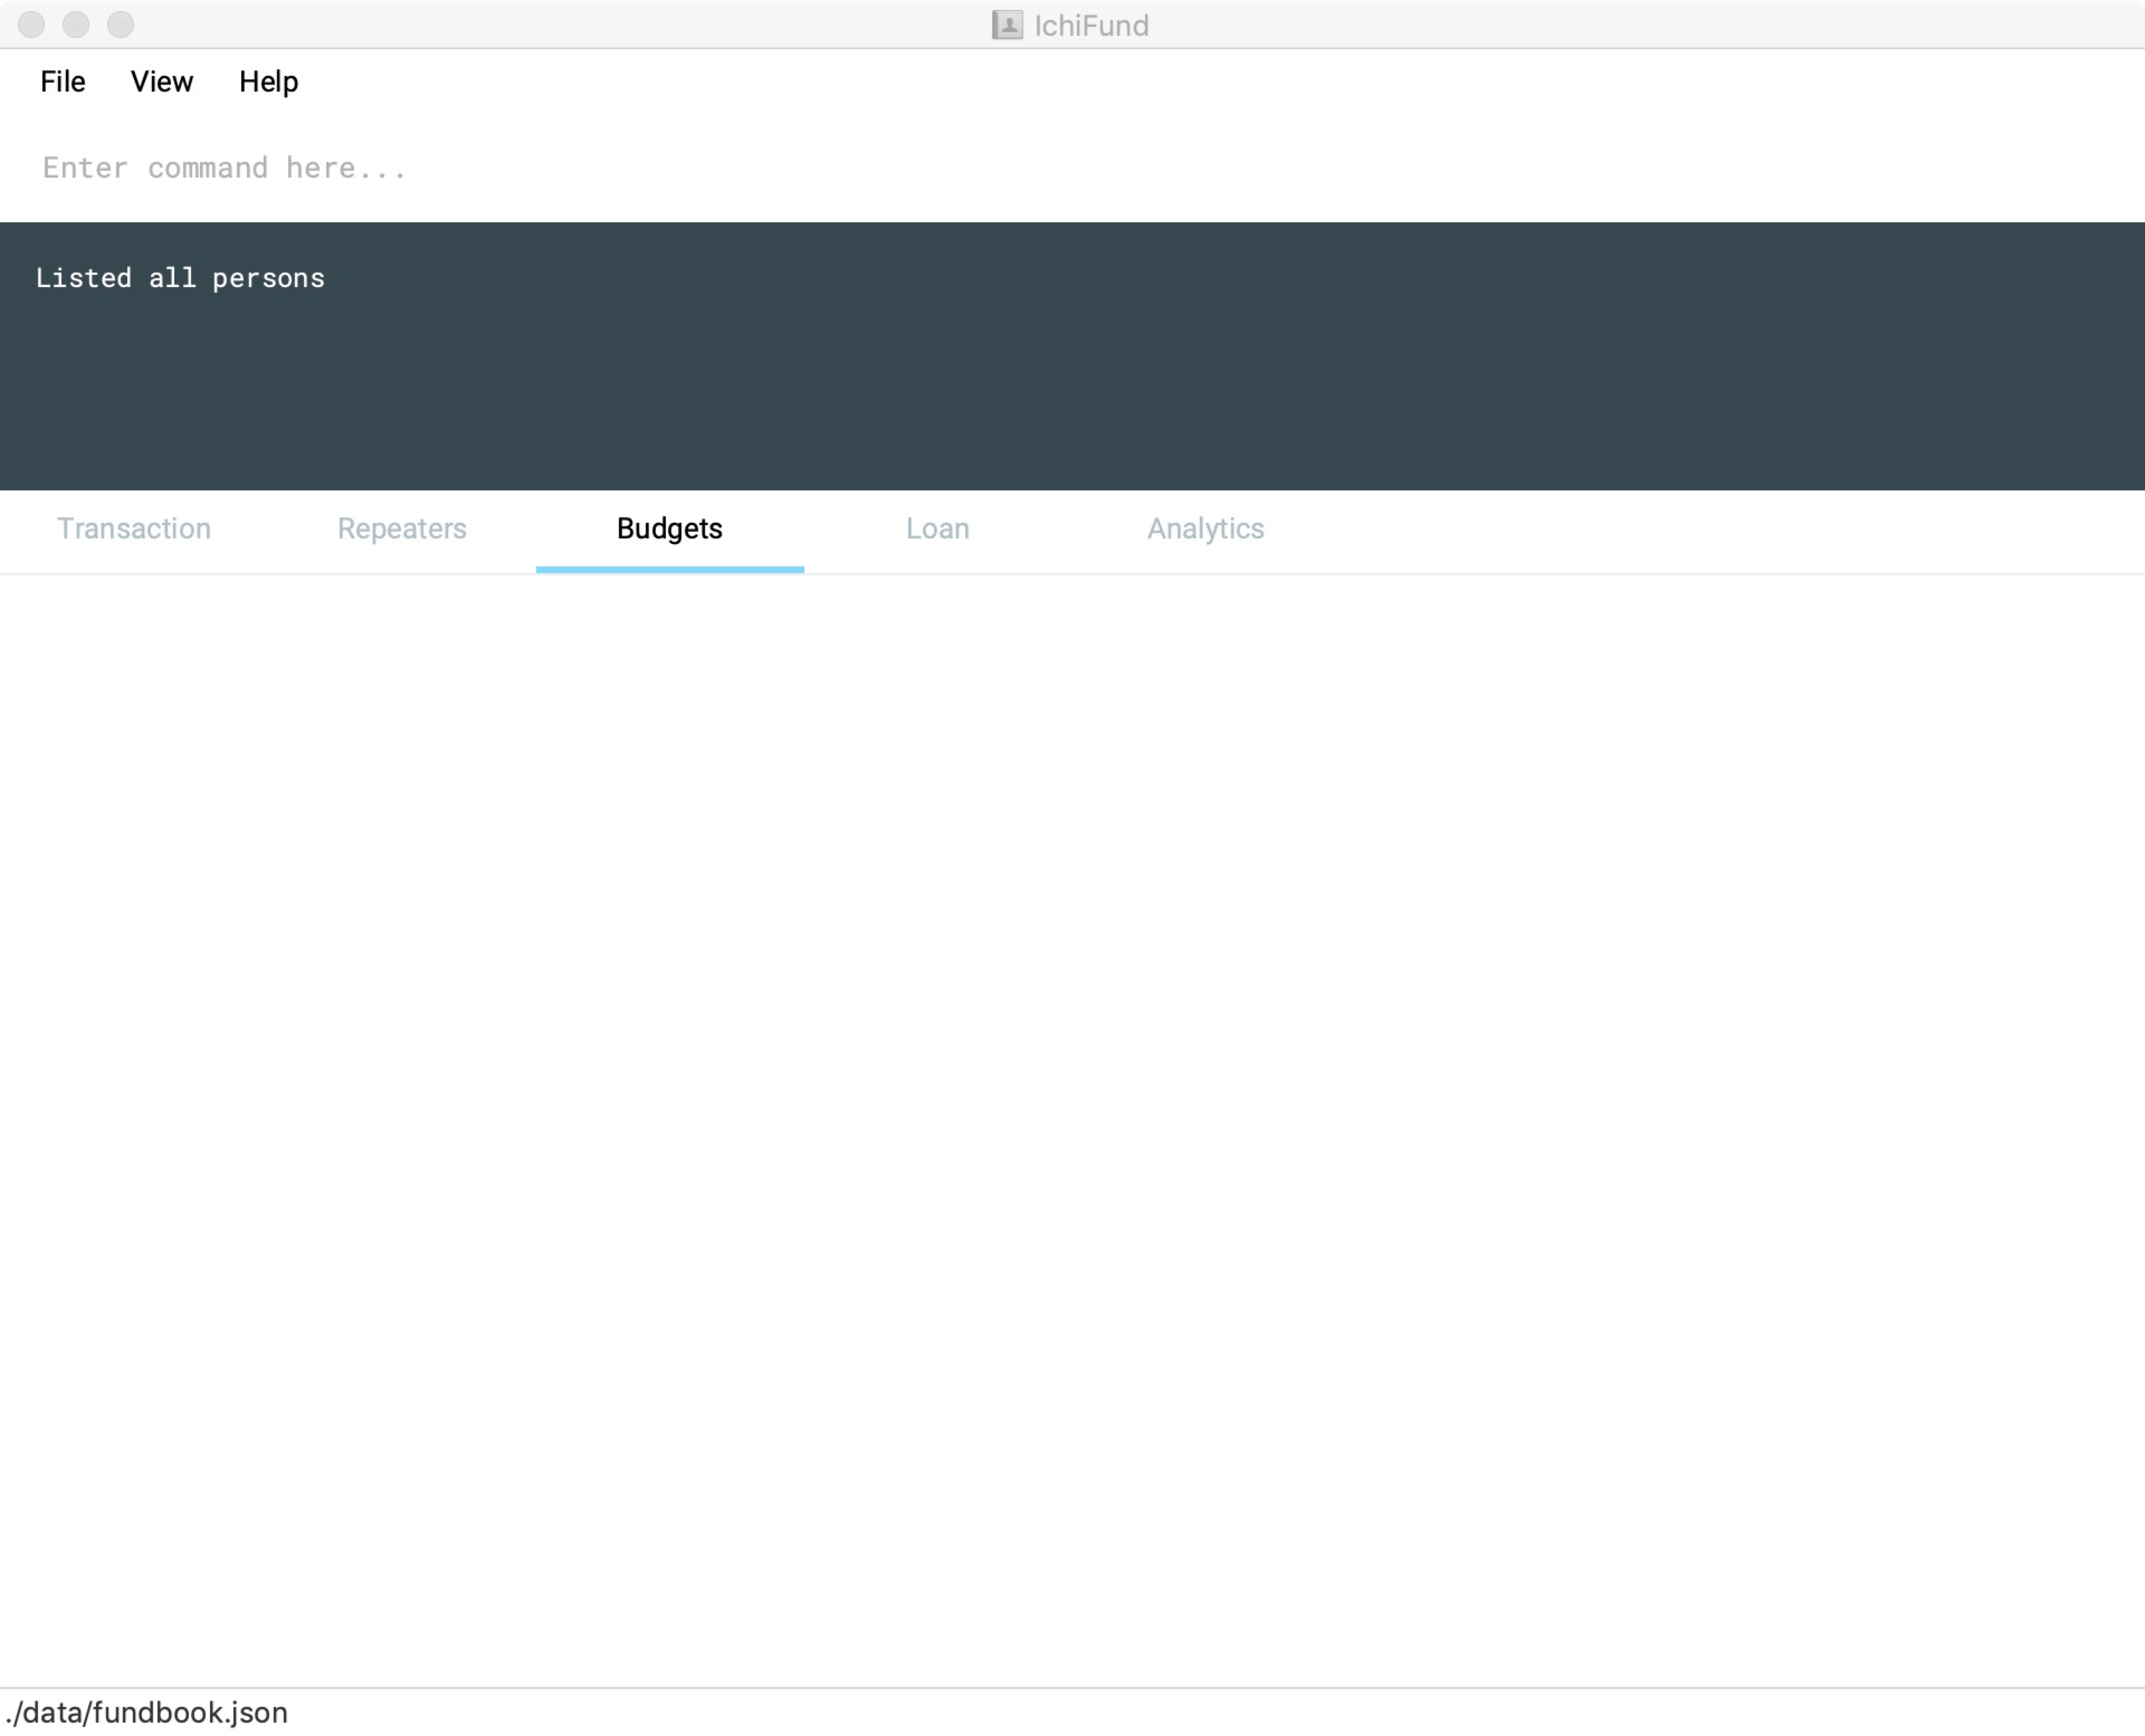 IchiFund
File View Help
Enter command here...
Listed all persons
Transaction Repeaters Budgets Loan Analytics
./data/fundbook.json